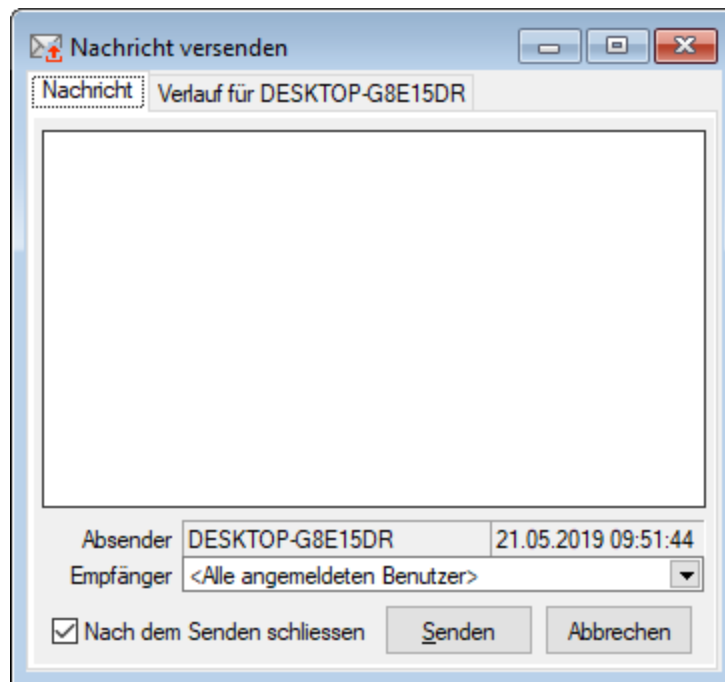 Nachricht versenden
Nachricht Verlauf für DESKTOP-G8E15DR
Absender DESKTOP-G8E15DR 21.05.2019 09:51:44
Empfänger <Alle angemeldeten Benutzer>
Nach dem Senden schliessen Senden Abbrechen